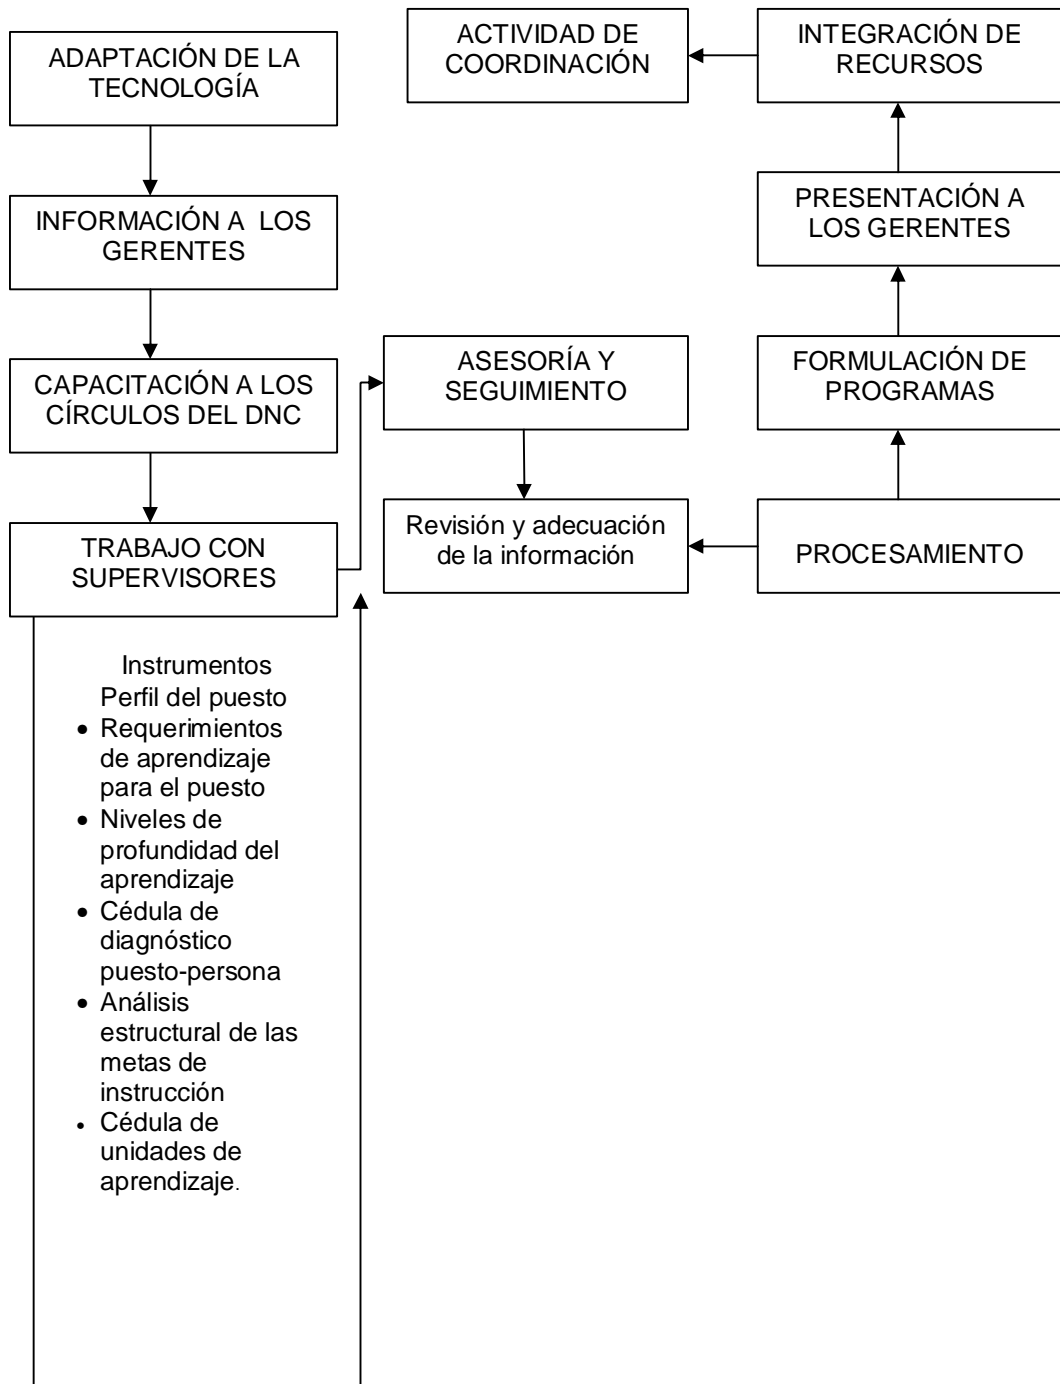 ADAPTACIÓN DE LA
TECNOLOGÍA
INFORMACIÓN A LOS
GERENTES
CAPACITACIÓN A LOS
CÍRCULOS DEL DNC
TRABAJO CON
SUPERVISORES
Instrumentos
Perfil del puesto
• Requerimientos
de aprendizaje
para el puesto
• Niveles de
profundidad del
aprendizaje
• Cédula de
diagnóstico
puesto-persona
• Análisis
estructural de las
metas de
instrucción
• Cédula de
unidades de
aprendizaje.
ASESORÍA Y
SEGUIMIENTO
Revisión y adecuación
de la información
PROCESAMIENTO
FORMULACIÓN DE
PROGRAMAS
PRESENTACIÓN A
LOS GERENTES
INTEGRACIÓN DE
RECURSOS
ACTIVIDAD DE
COORDINACIÓN